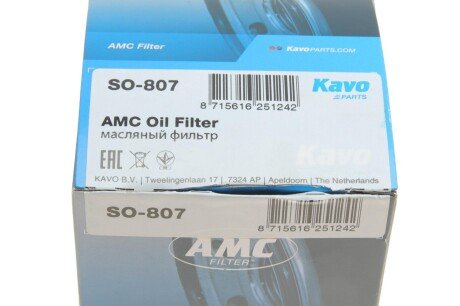 AMC Filter
KAVOPARTS.COM
SO-807
Kavo
PARTS
8 715616 251242
AMC Oil Filter
масляный фильтр
EAC
Kavo
KAVO B.V. | Tweelingenlaan 17 | 7324 AP | Apeldoorn | The Netherlands
SO-807
8 715616 251242
AMC
FILTER